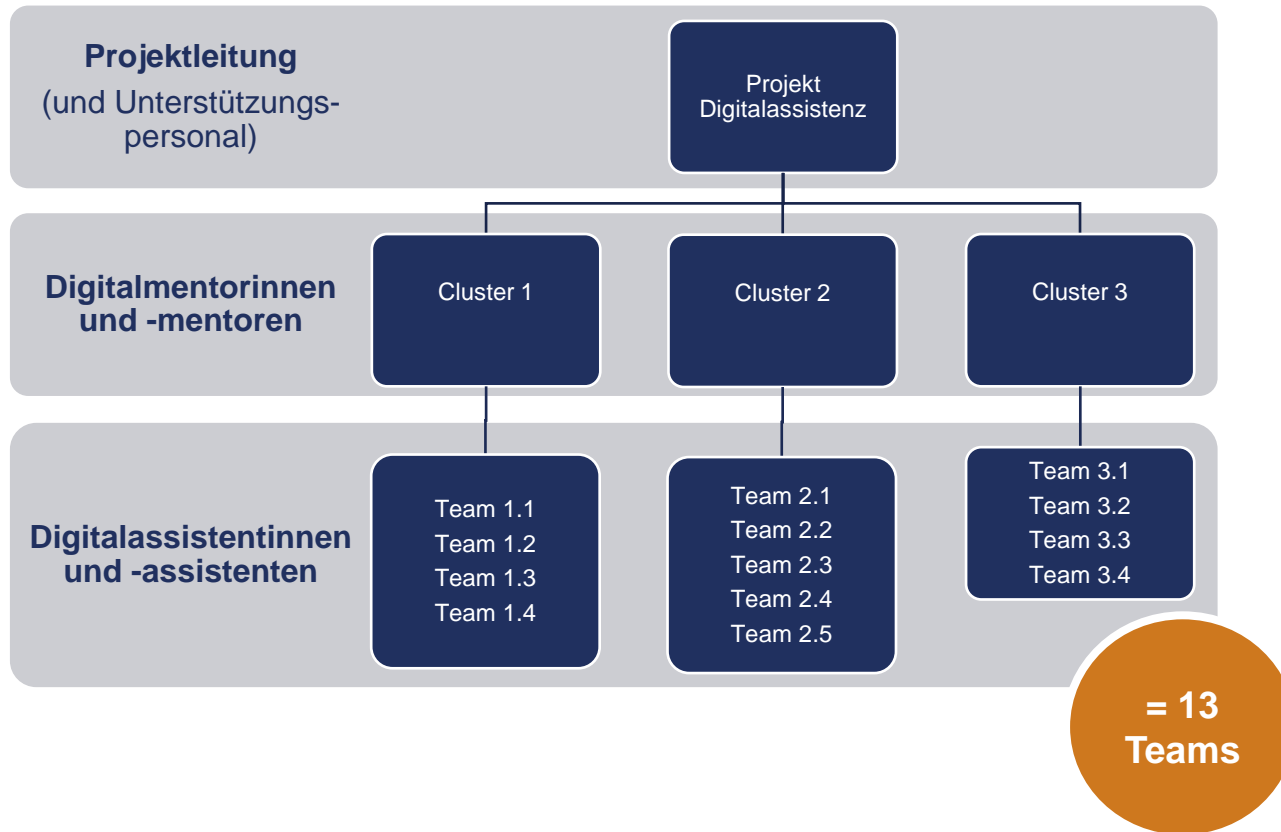 Projektleitung
(und Unterstützungs-
personal)
Projekt
Digitalassistenz
Digitalmentorinnen
und -mentoren
Cluster 1
Cluster 2
Cluster 3
Digitalassistentinnen
und -assistenten
Team 1.1
Team 1.2
Team 1.3
Team 1.4
Team 2.1
Team 2.2
Team 2.3
Team 2.4
Team 2.5
Team 3.1
Team 3.2
Team 3.3
Team 3.4
= 13
Teams